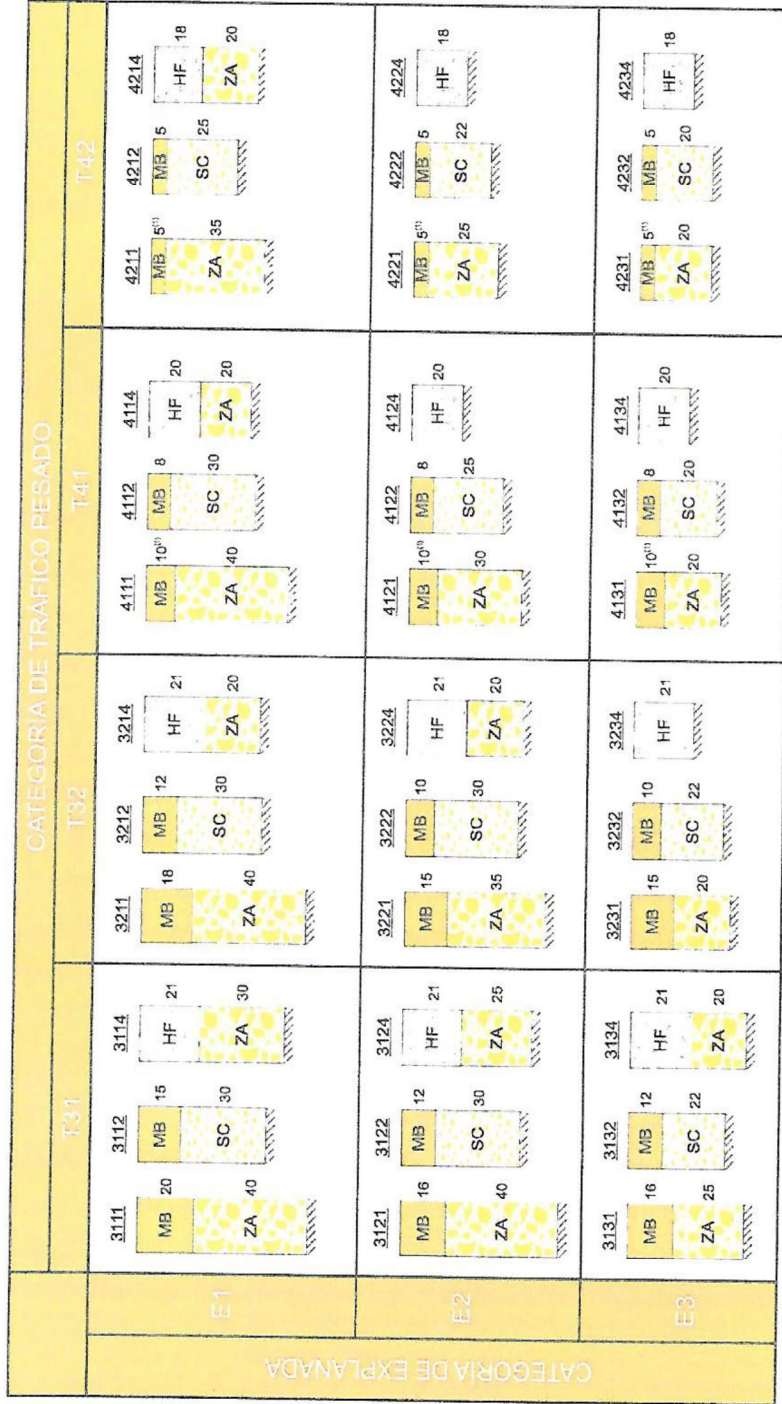 CATEGORÍA DE TRÁFICO PESADO
T31 T32 T41 T42
CATEGORÍA DE EXPLANADA
E1
3111 3112 3114 3211 3212 3214 4111 4112 4114 4211 4212 4214
MB 20 MB 15 HF 21 MB 18 MB 12 HF 21 MB 10(1) MB 8 HF 20 MB 5(1) MB 5 HF 18
ZA 40 SC 30 ZA 30 ZA 40 SC 30 ZA 20 ZA 40 SC 30 ZA 20 ZA 35 SC 25 ZA 20
E2
3121 3122 3124 3221 3222 3224 4121 4122 4124 4221 4222 4224
MB 16 MB 12 HF 21 MB 15 MB 10 HF 21 MB 10(1) MB 8 HF 20 MB 5(1) MB 5 HF 18
ZA 40 SC 30 ZA 25 ZA 35 SC 30 ZA 20 ZA 30 SC 25 ZA 25 SC 22
E3
3131 3132 3134 3231 3232 3234 4131 4132 4134 4231 4232 4234
MB 16 MB 12 HF 21 MB 15 MB 10 HF 21 MB 10(1) MB 8 HF 20 MB 5(1) MB 5 HF 18
ZA 25 SC 22 ZA 20 ZA 20 SC 22 ZA 20 SC 20 ZA 20 SC 20